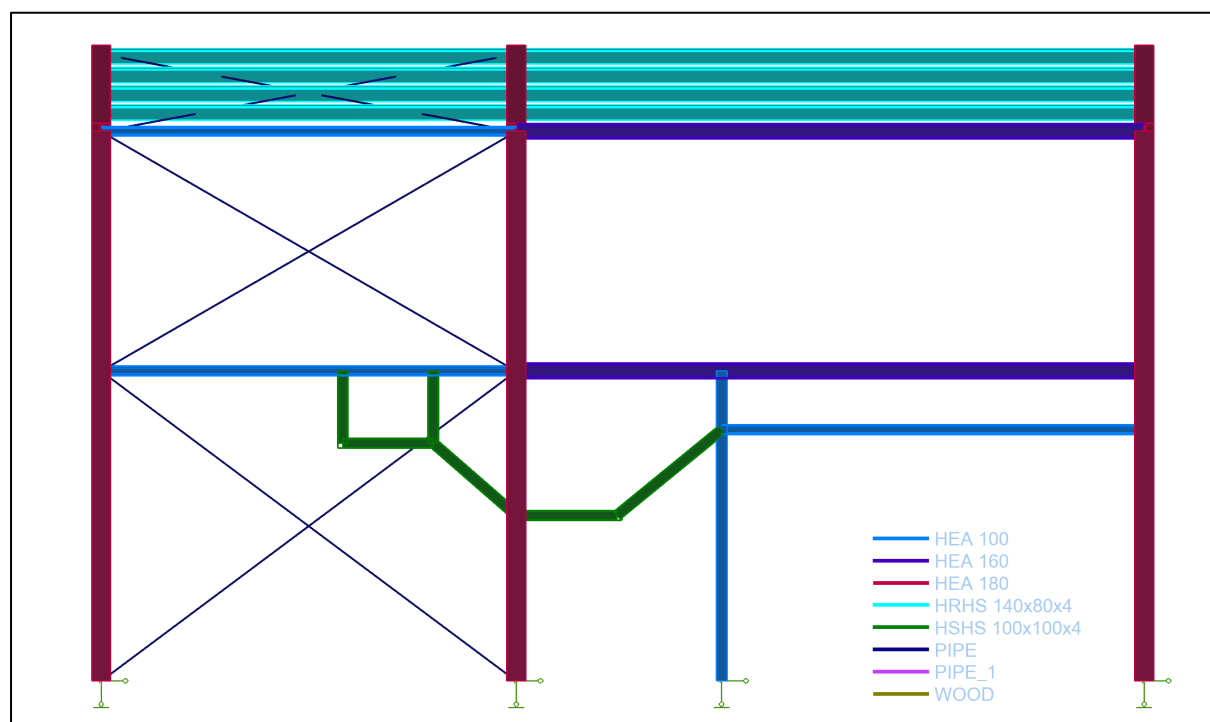 HEA 100
HEA 160
HEA 180
HRHS 140x80x4
HSHS 100x100x4
PIPE
PIPE_1
WOOD